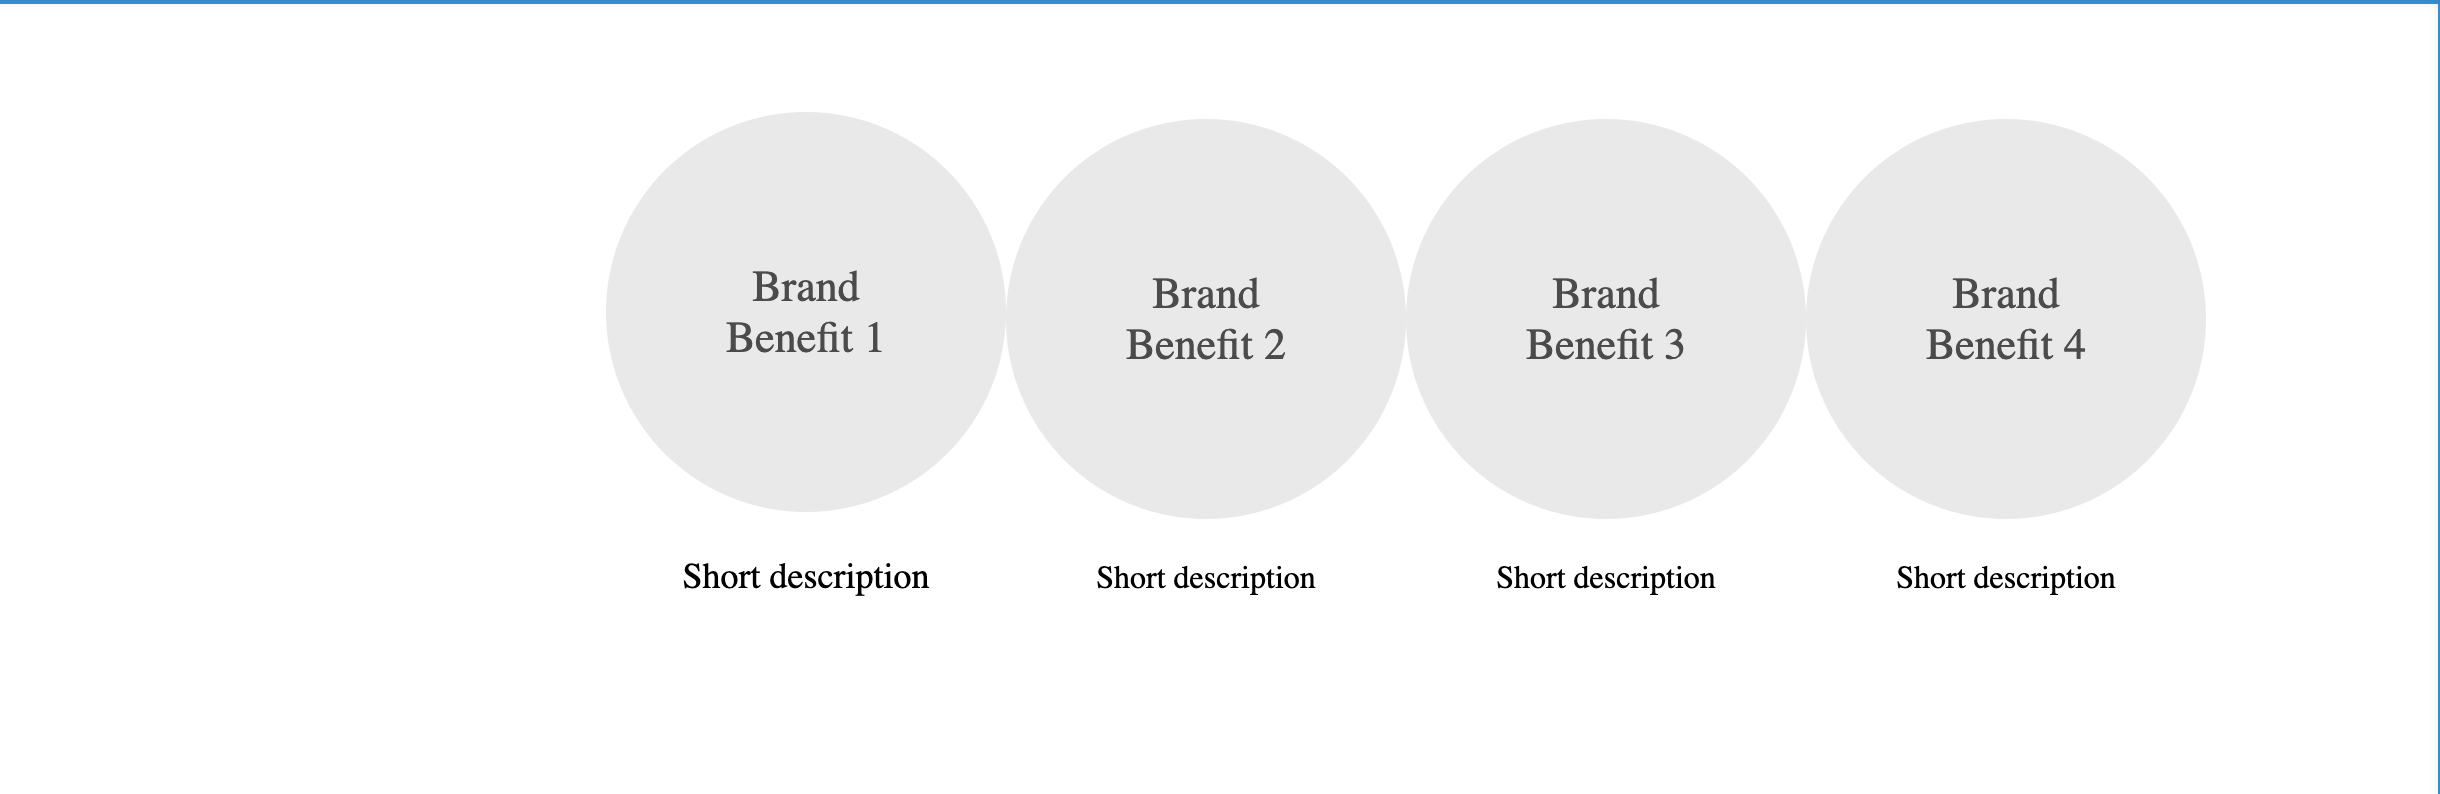 Brand
Benefit 1
Brand
Benefit 2
Brand
Benefit 3
Brand
Benefit 4
Short description
Short description
Short description
Short description